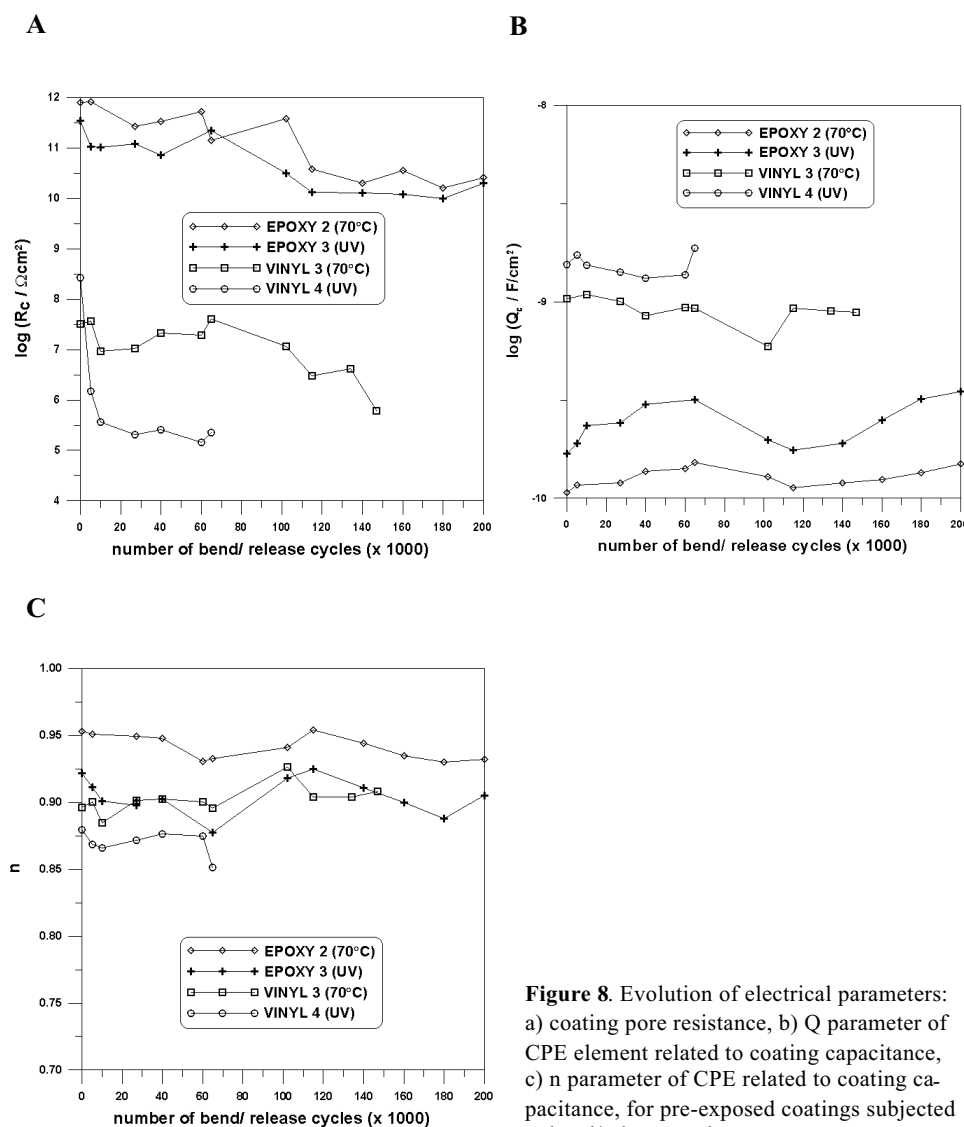 A
12
11
10
9
8
7
6
5
4
log (Rc / Ωcm²)
EPOXY 2 (70°C)
EPOXY 3 (UV)
VINYL 3 (70°C)
VINYL 4 (UV)
0 20 40 60 80 100 120 140 160 180 200
number of bend/ release cycles (x 1000)
B
-8
-9
-10
log (Qc / F/cm²)
EPOXY 2 (70°C)
EPOXY 3 (UV)
VINYL 3 (70°C)
VINYL 4 (UV)
0 20 40 60 80 100 120 140 160 180 200
number of bend/ release cycles (x 1000)
C
1.00
0.95
0.90
0.85
0.80
0.75
0.70
n
EPOXY 2 (70°C)
EPOXY 3 (UV)
VINYL 3 (70°C)
VINYL 4 (UV)
0 20 40 60 80 100 120 140 160 180 200
number of bend/ release cycles (x 1000)
Figure 8. Evolution of electrical parameters:
a) coating pore resistance, b) Q parameter of
CPE element related to coating capacitance,
c) n parameter of CPE related to coating ca-
pacitance, for pre-exposed coatings subjected